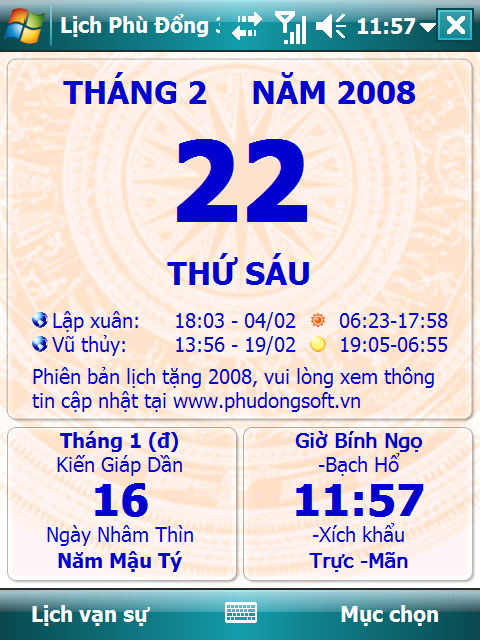 Lịch Phù Đổng 11:57
THÁNG 2 NĂM 2008
22
THỨ SÁU
Lập xuân: 18:03 - 04/02 06:23-17:58
Vũ thủy: 13:56 - 19/02 19:05-06:55
Phiên bản lịch tặng 2008, vui lòng xem thông
tin cập nhật tại www.phudongsoft.vn
Tháng 1 (đ)
Kiến Giáp Dần
16
Ngày Nhâm Thìn
Năm Mậu Tý
Giờ Bính Ngọ
-Bạch Hổ
11:57
-Xích khẩu
Trực -Mãn
Lịch vạn sự Mục chọn